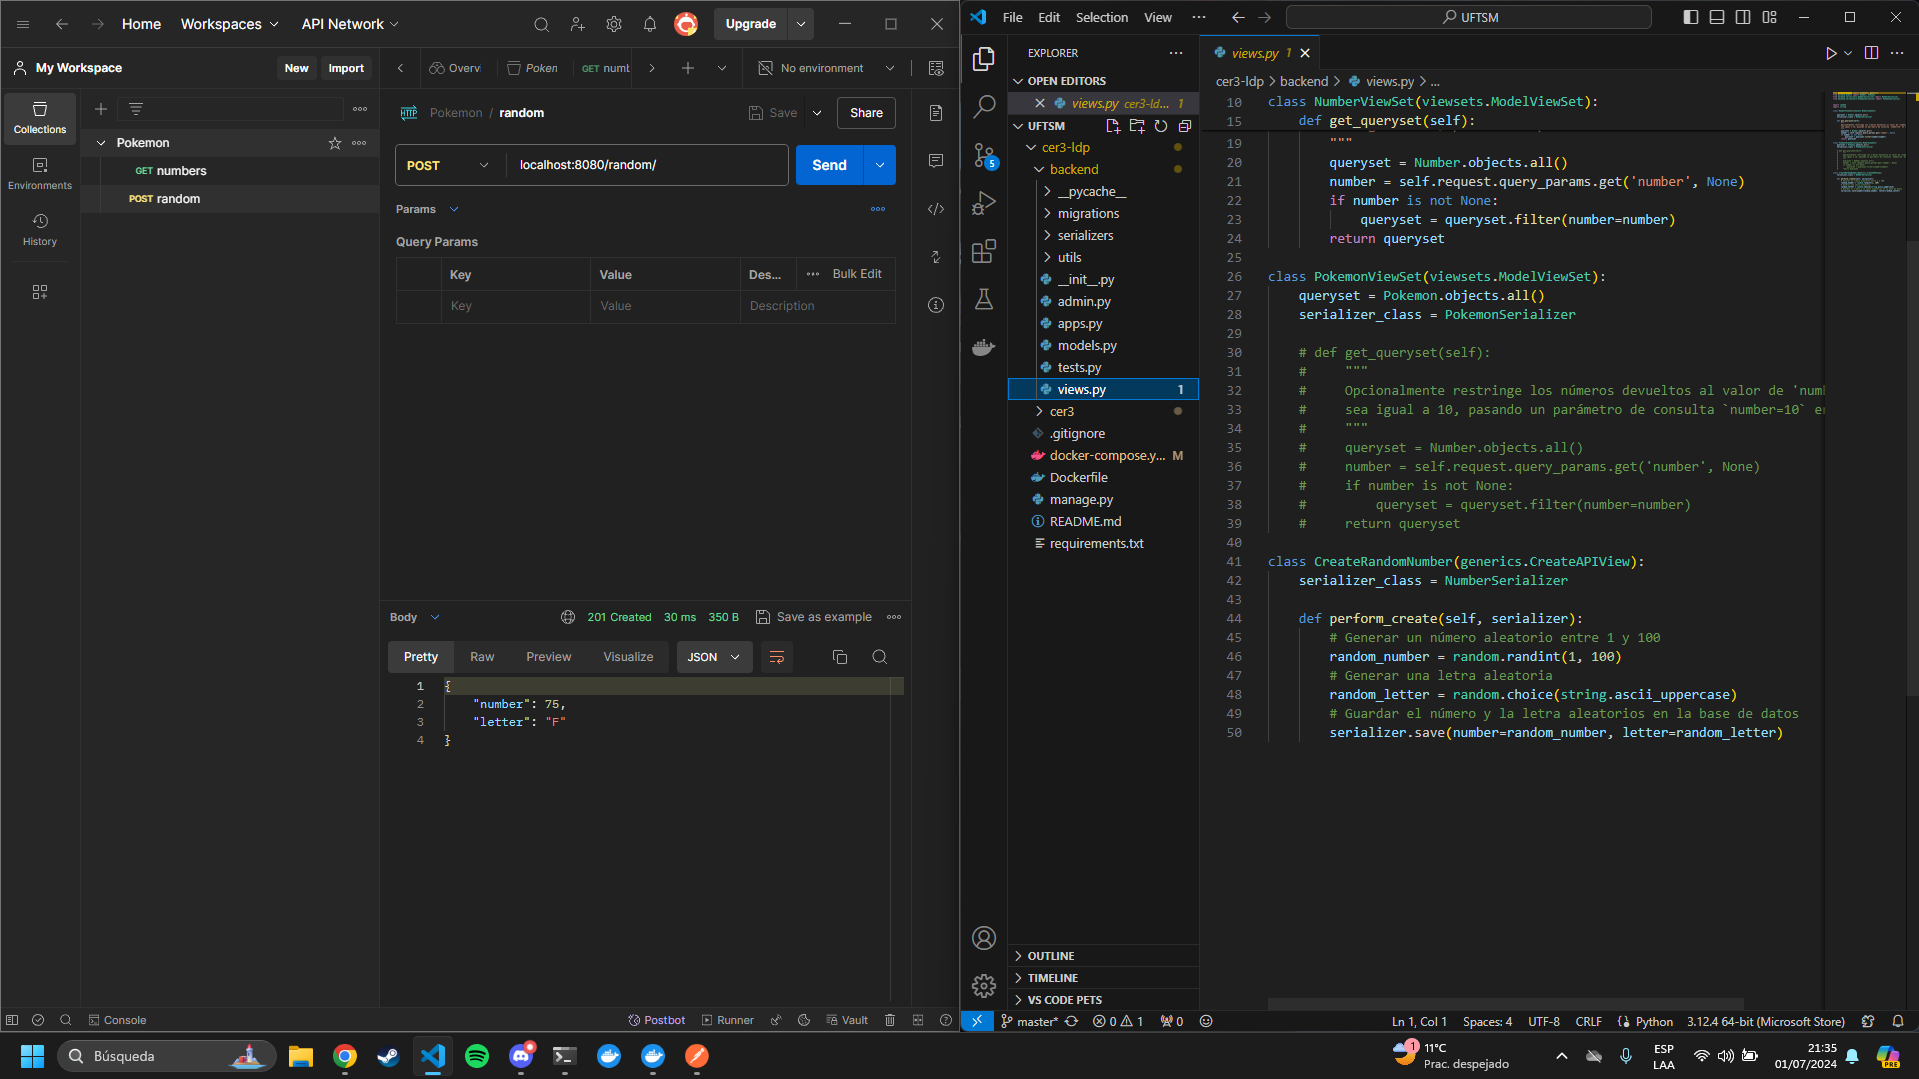 Home Workspaces API Network Upgrade
My Workspace New Import
Overvi Poken GET numb No environment
Collections
Environments
History
Pokemon
GET numbers
POST random
HTTP Pokemon / random Save Share
POST localhost:8080/random/ Send
Params
Query Params
Key Value Des... Bulk Edit
Key Value Description
Body 201 Created 30 ms 350 B Save as example
Pretty Raw Preview Visualize JSON
1 {
2 "number": 75,
3 "letter": "F"
4 }
Console Postbot Runner Vault
File Edit Selection View UFTSM
EXPLORER
OPEN EDITORS
views.py cer3-ld... 1
UFTSM
cer3-ldp
backend
__pycache__
migrations
serializers
utils
__init__.py
admin.py
apps.py
models.py
tests.py
views.py 1
cer3
.gitignore
docker-compose.y... M
Dockerfile
manage.py
README.md
requirements.txt
OUTLINE
TIMELINE
VS CODE PETS
5
views.py 1
cer3-ldp > backend > views.py > ...
10 class NumberViewSet(viewsets.ModelViewSet):
15 def get_queryset(self):
19 """
20 queryset = Number.objects.all()
21 number = self.request.query_params.get('number', None)
22 if number is not None:
23 queryset = queryset.filter(number=number)
24 return queryset
25
26 class PokemonViewSet(viewsets.ModelViewSet):
27 queryset = Pokemon.objects.all()
28 serializer_class = PokemonSerializer
29
30 # def get_queryset(self):
31 # """
32 # Opcionalmente restringe los números devueltos al valor de `num
33 # sea igual a 10, pasando un parámetro de consulta `number=10` e
34 # """
35 # queryset = Number.objects.all()
36 # number = self.request.query_params.get('number', None)
37 # if number is not None:
38 # queryset = queryset.filter(number=number)
39 # return queryset
40
41 class CreateRandomNumber(generics.CreateAPIView):
42 serializer_class = NumberSerializer
43
44 def perform_create(self, serializer):
45 # Generar un número aleatorio entre 1 y 100
46 random_number = random.randint(1, 100)
47 # Generar una letra aleatoria
48 random_letter = random.choice(string.ascii_uppercase)
49 # Guardar el número y la letra aleatorios en la base de datos
50 serializer.save(number=random_number, letter=random_letter)
master* 0 1 0 Ln 1, Col 1 Spaces: 4 UTF-8 CRLF Python 3.12.4 64-bit (Microsoft Store)
Búsqueda
1 11°C
Prac. despejado
ESP
LAA
21:35
01/07/2024
PRE